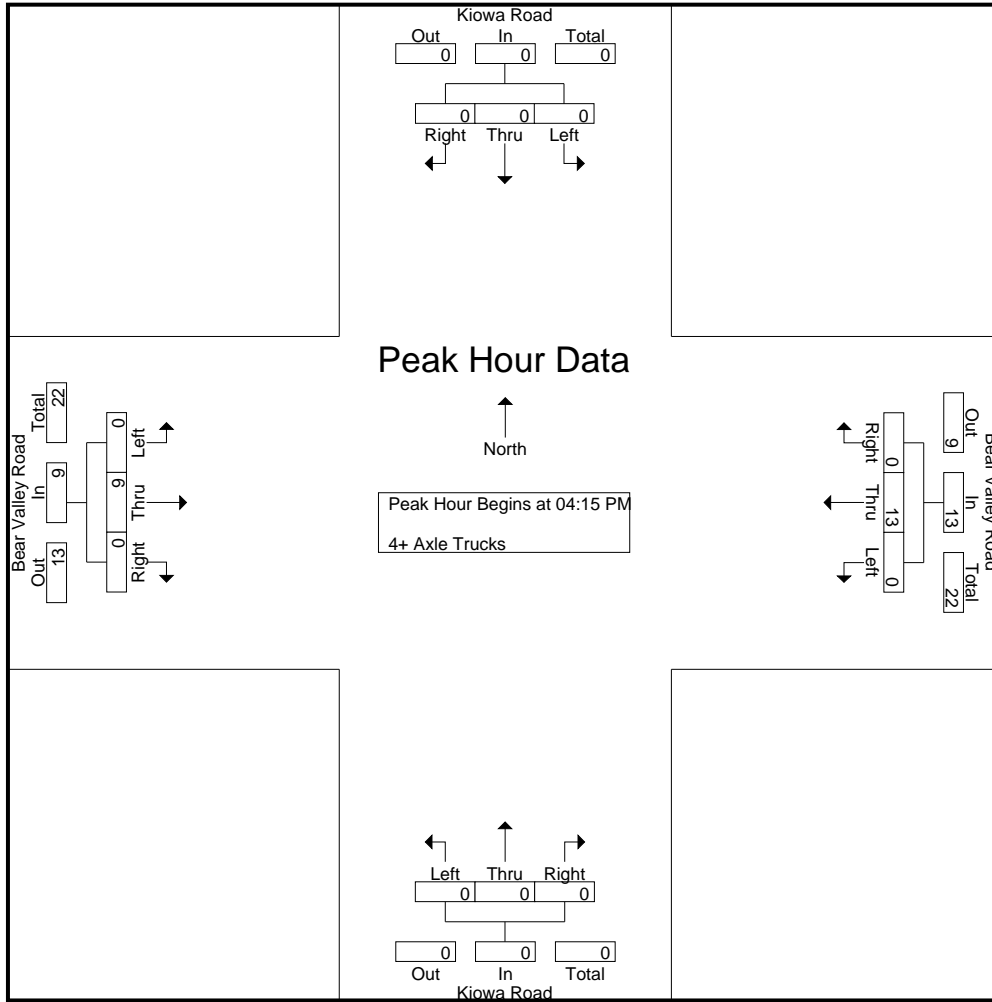 Kiowa Road
Out In Total
0 0 0
0 0 0
Right Thru Left
Peak Hour Data
North
Peak Hour Begins at 04:15 PM
4+ Axle Trucks
Bear Valley Road
Out In Total
13 9 22
0 9 0
Left Thru Right
Bear Valley Road
Out In Total
9 13 22
0 13 0
Right Thru Left
Left Thru Right
0 0 0
0 0 0
Out In Total
Kiowa Road